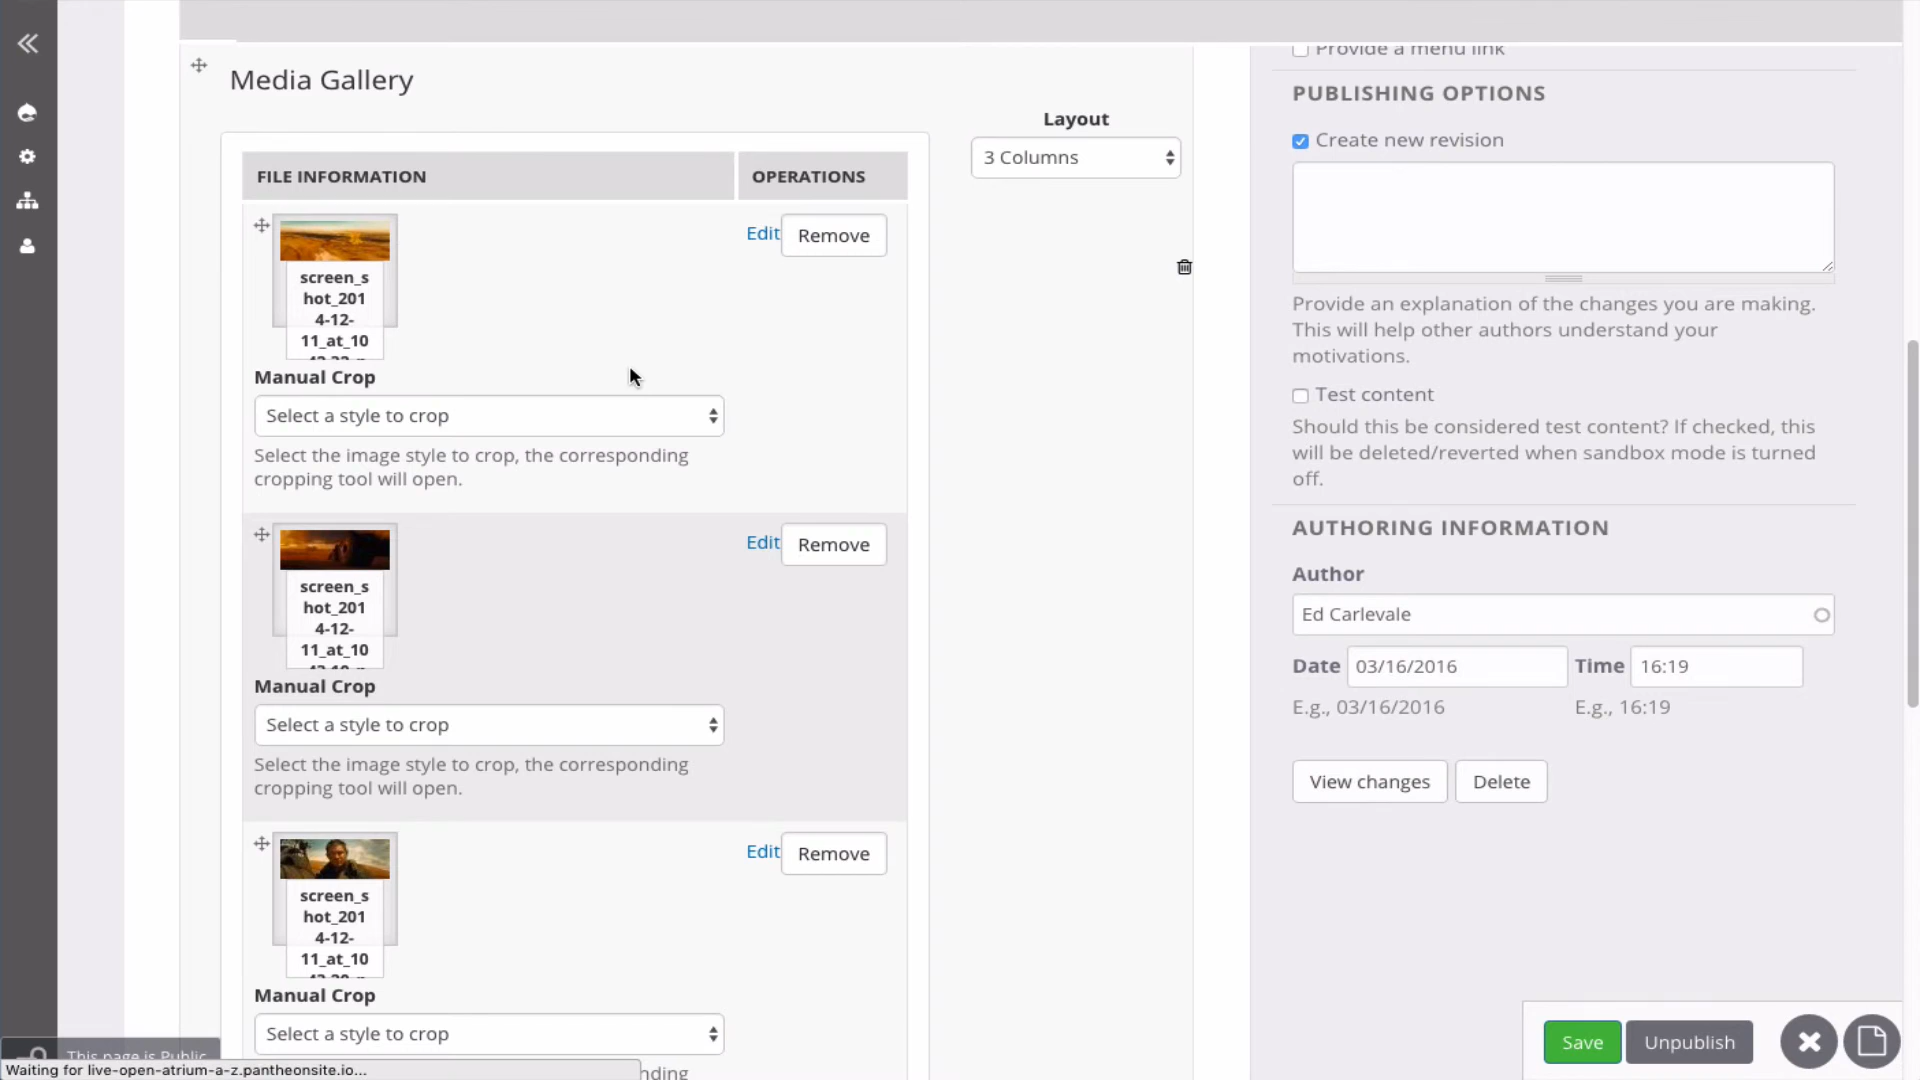 Media Gallery
Layout
3 Columns
FILE INFORMATION
OPERATIONS
screen_s
hot_201
4-12-
11_at_10
Edit
Remove
Manual Crop
Select a style to crop
Select the image style to crop, the corresponding
cropping tool will open.
screen_s
hot_201
4-12-
11_at_10
Edit
Remove
Manual Crop
Select a style to crop
Select the image style to crop, the corresponding
cropping tool will open.
screen_s
hot_201
4-12-
11_at_10
Edit
Remove
Manual Crop
Select a style to crop
nding
This page is Public
Waiting for live-open-atrium-a-z.pantheonsite.io...
Provide a menu link
PUBLISHING OPTIONS
Create new revision
Provide an explanation of the changes you are making.
This will help other authors understand your
motivations.
Test content
Should this be considered test content? If checked, this
will be deleted/reverted when sandbox mode is turned
off.
AUTHORING INFORMATION
Author
Ed Carlevale
Date 03/16/2016 Time 16:19
E.g., 03/16/2016 E.g., 16:19
View changes
Delete
Save
Unpublish